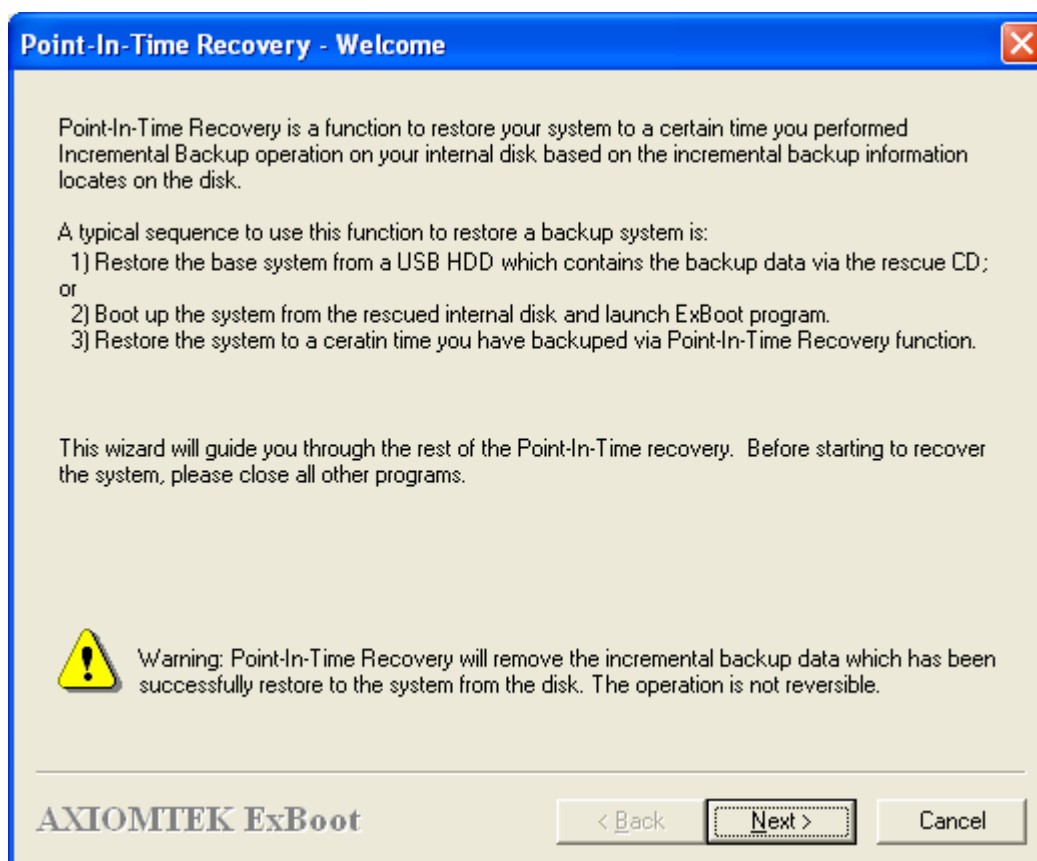 Point-In-Time Recovery - Welcome
Point-In-Time Recovery is a function to restore your system to a certain time you performed
Incremental Backup operation on your internal disk based on the incremental backup information
locates on the disk.
A typical sequence to use this function to restore a backup system is:
1) Restore the base system from a USB HDD which contains the backup data via the rescue CD;
or
2) Boot up the system from the rescued internal disk and launch ExBoot program.
3) Restore the system to a ceratin time you have backuped via Point-In-Time Recovery function.
This wizard will guide you through the rest of the Point-In-Time recovery.  Before starting to recover
the system, please close all other programs.
Warning: Point-In-Time Recovery will remove the incremental backup data which has been
successfully restore to the system from the disk. The operation is not reversible.
AXIOMTEK ExBoot
< Back
Next >
Cancel